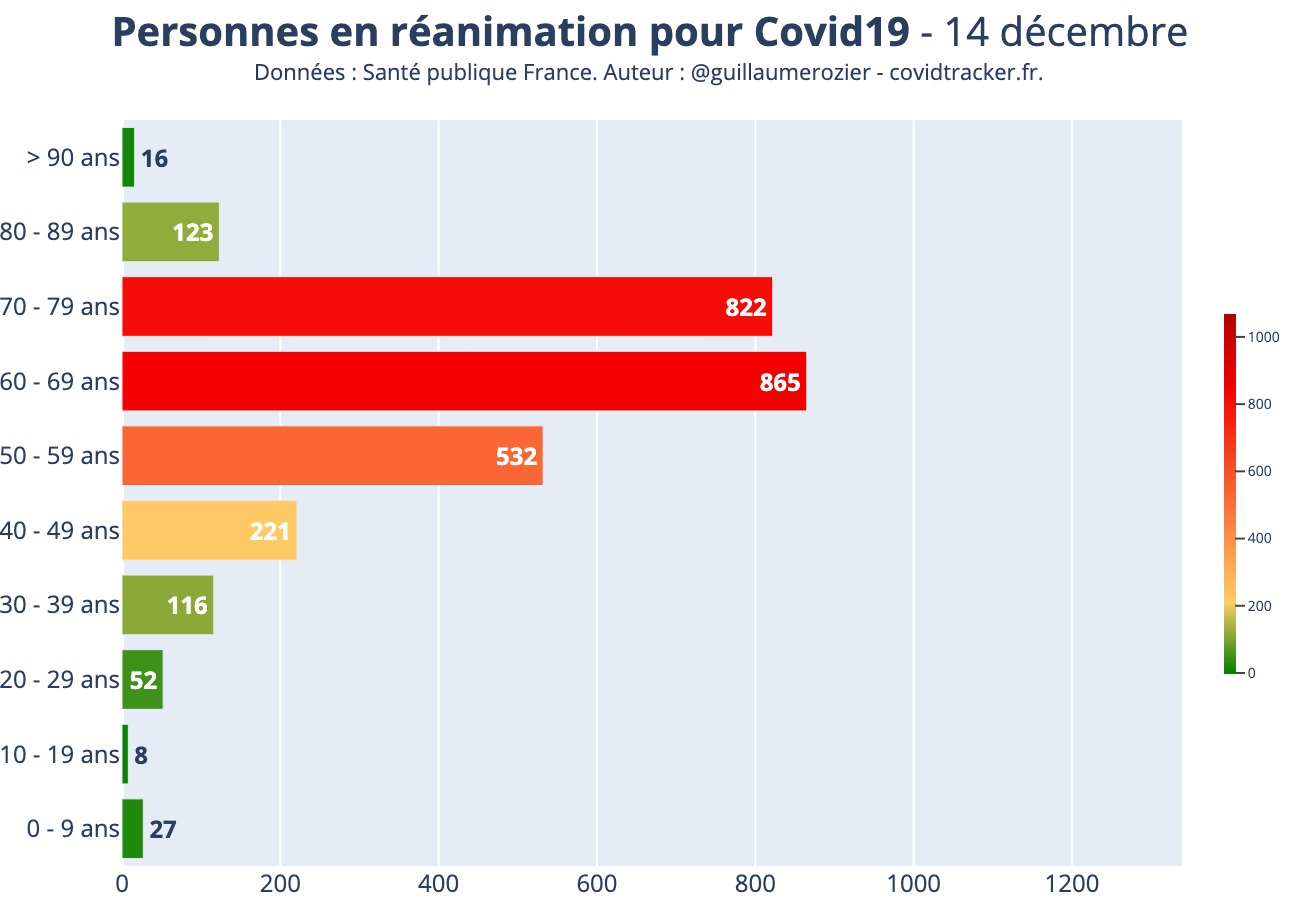 Personnes en réanimation pour Covid19 - 14 décembre
Données : Santé publique France. Auteur : @guillaumerozier - covidtracker.fr.
> 90 ans 16
80 - 89 ans 123
70 - 79 ans 822
60 - 69 ans 865
50 - 59 ans 532
40 - 49 ans 221
30 - 39 ans 116
20 - 29 ans 52
10 - 19 ans 8
0 - 9 ans 27
0 200 400 600 800 1000 1200
1000
800
600
400
200
0